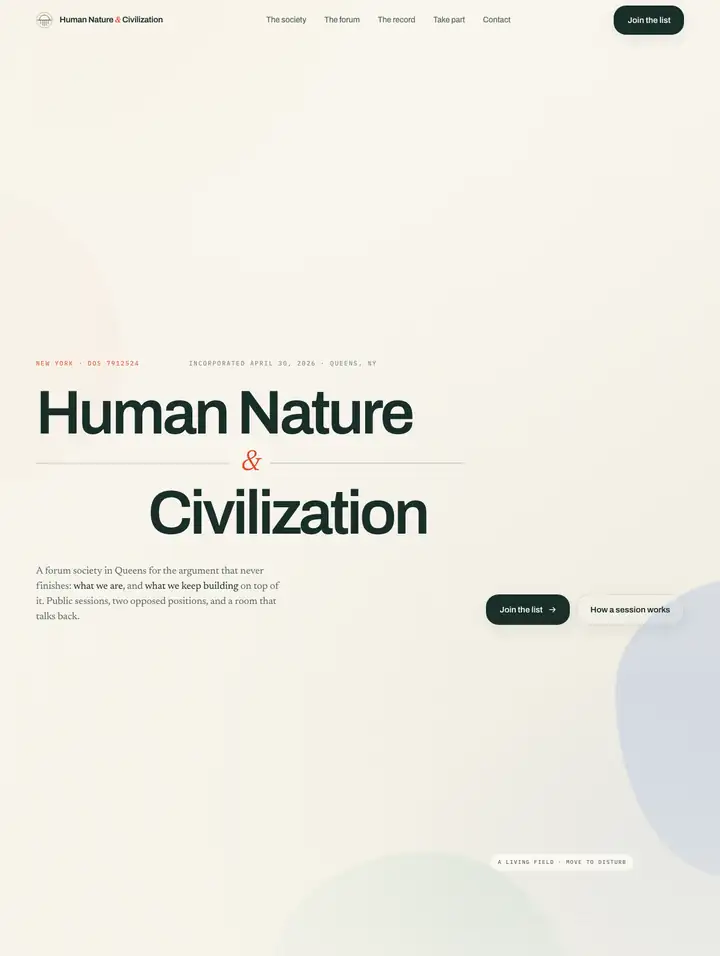 Human Nature & Civilization
The society
The forum
The record
Take part
Contact
Join the list
NEW YORK · DOS 7912524
INCORPORATED APRIL 30, 2026 · QUEENS, NY
Human Nature
&
Civilization
A forum society in Queens for the argument that never
finishes: what we are, and what we keep building on top of
it. Public sessions, two opposed positions, and a room that
talks back.
Join the list →
How a session works
A LIVING FIELD · MOVE TO DISTURB